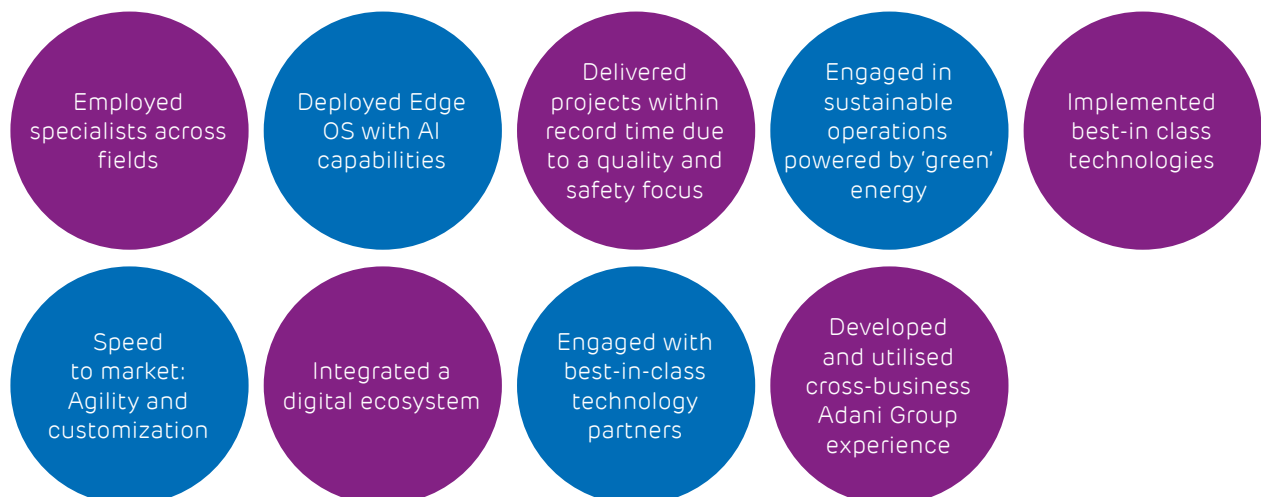 Employed
specialists across
fields
Deployed Edge
OS with AI
capabilities
Delivered
projects within
record time due
to a quality and
safety focus
Engaged in
sustainable
operations
powered by ‘green’
energy
Implemented
best-in class
technologies
Speed
to market:
Agility and
customization
Integrated a
digital ecosystem
Engaged with
best-in-class
technology
partners
Developed
and utilised
cross-business
Adani Group
experience